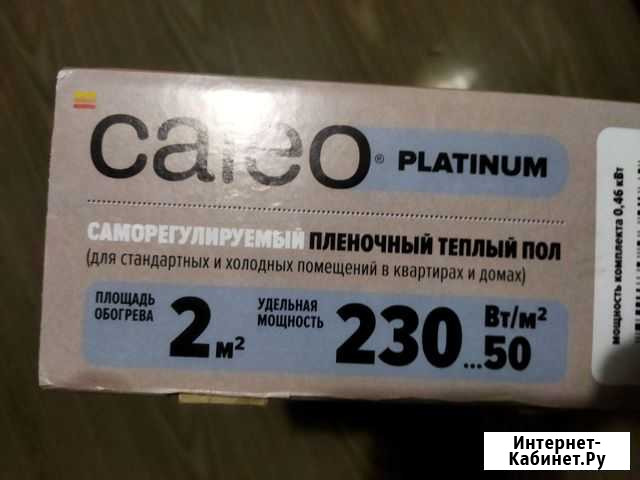 caleo® PLATINUM
САМОРЕГУЛИРУЕМЫЙ ПЛЕНОЧНЫЙ ТЕПЛЫЙ ПОЛ
(для стандартных и холодных помещений в квартирах и домах)
ПЛОЩАДЬ
ОБОГРЕВА
2 м²
УДЕЛЬНАЯ
МОЩНОСТЬ
230...50
Вт/м²
мощность комплекта 0,46 кВт
Интернет-
Кабинет.Ру